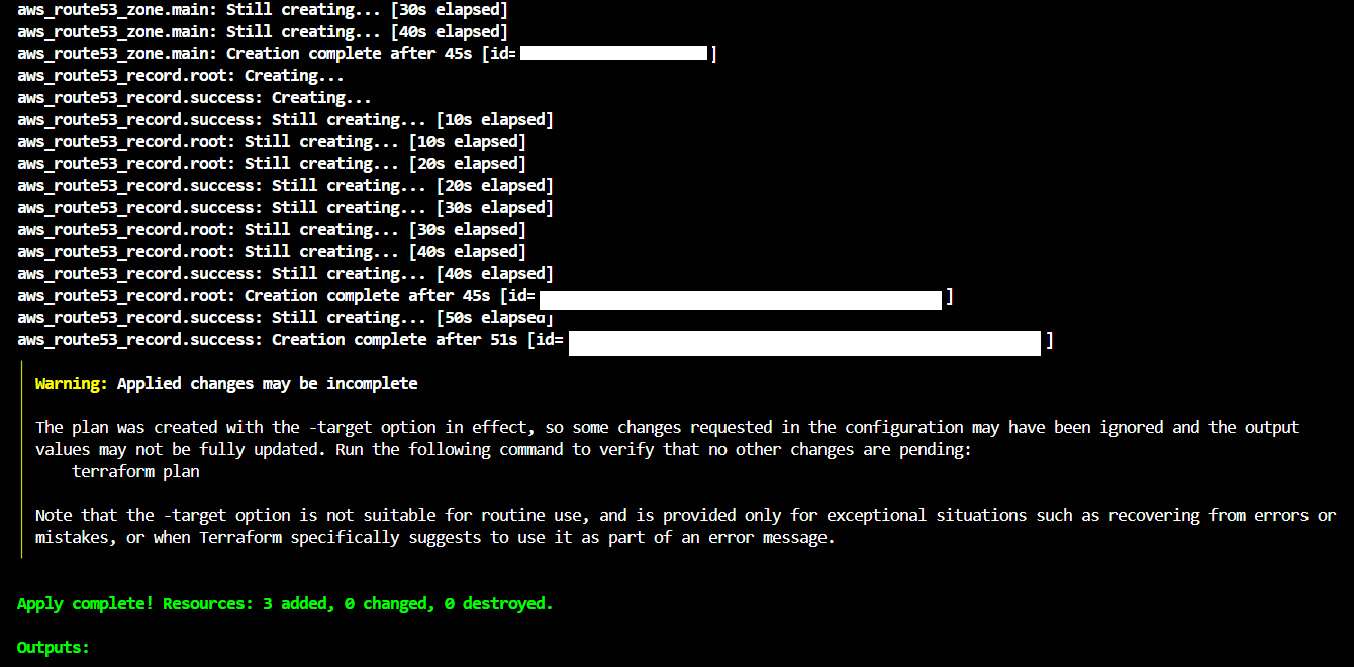 aws_route53_zone.main: Still creating... [30s elapsed]
aws_route53_zone.main: Still creating... [40s elapsed]
aws_route53_zone.main: Creation complete after 45s [id= ]
aws_route53_record.root: Creating...
aws_route53_record.success: Creating...
aws_route53_record.success: Still creating... [10s elapsed]
aws_route53_record.root: Still creating... [10s elapsed]
aws_route53_record.root: Still creating... [20s elapsed]
aws_route53_record.success: Still creating... [20s elapsed]
aws_route53_record.success: Still creating... [30s elapsed]
aws_route53_record.root: Still creating... [30s elapsed]
aws_route53_record.root: Still creating... [40s elapsed]
aws_route53_record.success: Still creating... [40s elapsed]
aws_route53_record.root: Creation complete after 45s [id= ]
aws_route53_record.success: Still creating... [50s elapsed]
aws_route53_record.success: Creation complete after 51s [id= ]
Warning: Applied changes may be incomplete
The plan was created with the -target option in effect, so some changes requested in the configuration may have been ignored and the output
values may not be fully updated. Run the following command to verify that no other changes are pending:
terraform plan
Note that the -target option is not suitable for routine use, and is provided only for exceptional situations such as recovering from errors or
mistakes, or when Terraform specifically suggests to use it as part of an error message.
Apply complete! Resources: 3 added, 0 changed, 0 destroyed.
Outputs: